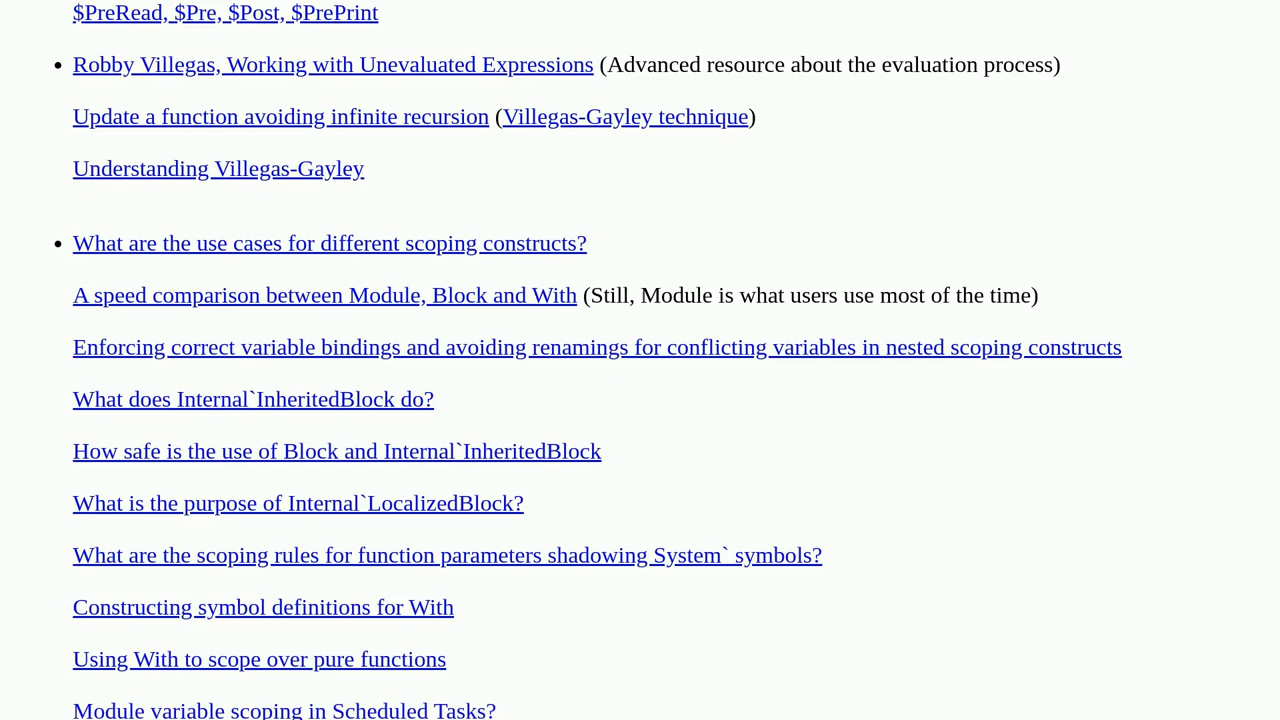 $PreRead, $Pre, $Post, $PrePrint
Robby Villegas, Working with Unevaluated Expressions (Advanced resource about the evaluation process)
Update a function avoiding infinite recursion (Villegas-Gayley technique)
Understanding Villegas-Gayley
What are the use cases for different scoping constructs?
A speed comparison between Module, Block and With (Still, Module is what users use most of the time)
Enforcing correct variable bindings and avoiding renamings for conflicting variables in nested scoping constructs
What does Internal`InheritedBlock do?
How safe is the use of Block and Internal`InheritedBlock
What is the purpose of Internal`LocalizedBlock?
What are the scoping rules for function parameters shadowing System` symbols?
Constructing symbol definitions for With
Using With to scope over pure functions
Module variable scoping in Scheduled Tasks?